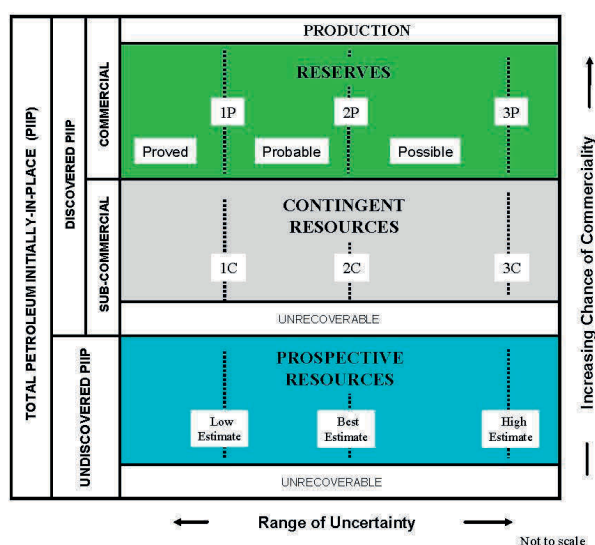 TOTAL PETROLEUM INITIALLY-IN-PLACE (PIIP)
DISCOVERED PIIP
UNDISCOVERED PIIP
COMMERCIAL
SUB-COMMERCIAL
PRODUCTION
RESERVES
1P
2P
3P
Proved
Probable
Possible
CONTINGENT
RESOURCES
1C
2C
3C
UNRECOVERABLE
PROSPECTIVE
RESOURCES
Low
Estimate
Best
Estimate
High
Estimate
UNRECOVERABLE
Increasing Chance of Commerciality
Range of Uncertainty
Not to scale